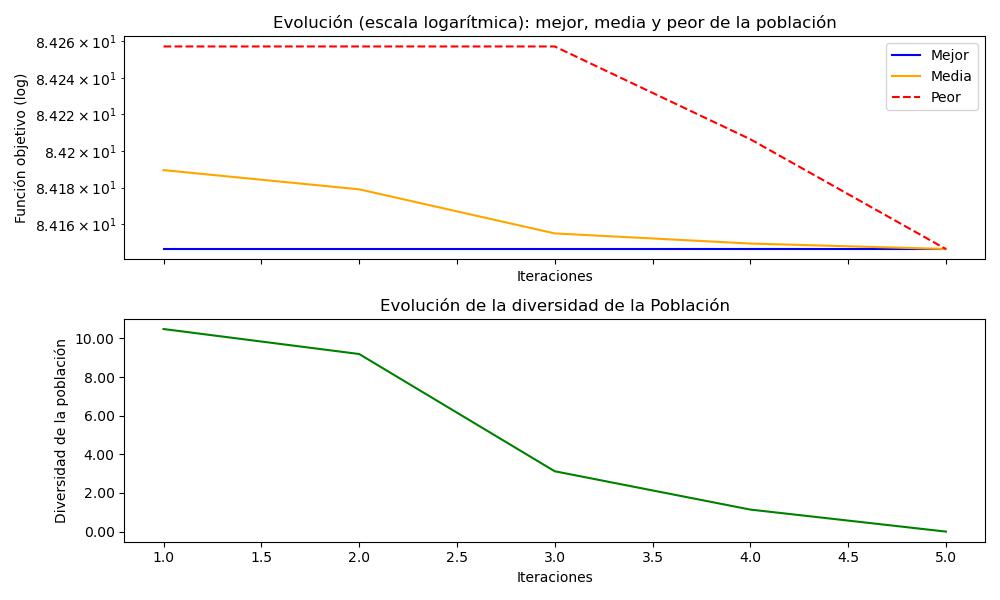 Evolución (escala logarítmica): mejor, media y peor de la población
8.426 × 10¹
8.424 × 10¹
8.422 × 10¹
8.42 × 10¹
8.418 × 10¹
8.416 × 10¹
Función objetivo (log)
Mejor
Media
Peor
Iteraciones
Evolución de la diversidad de la Población
10.00
8.00
6.00
4.00
2.00
0.00
Diversidad de la población
1.0 1.5 2.0 2.5 3.0 3.5 4.0 4.5 5.0
Iteraciones